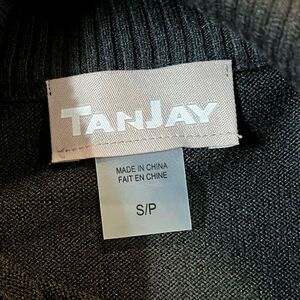 TANJAY
MADE IN CHINA
FAIT EN CHINE
S/P